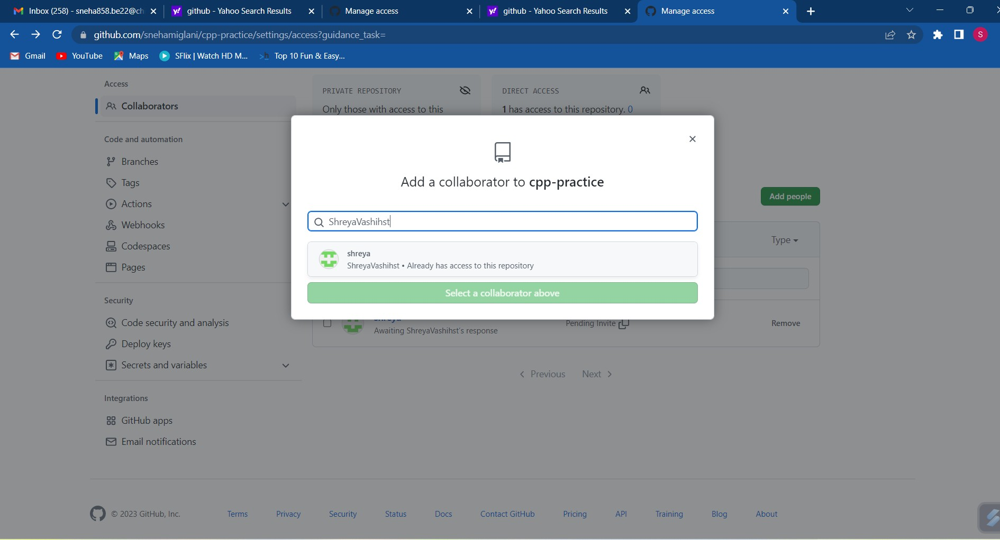 Inbox (258) - sneha858.be22@ch
github - Yahoo Search Results
Manage access
github - Yahoo Search Results
Manage access
github.com/snehamiglani/cpp-practice/settings/access?guidance_task=
S
Gmail
YouTube
Maps
SFlix | Watch HD M...
Top 10 Fun & Easy...
Access
Collaborators
Code and automation
Branches
Tags
Actions
Webhooks
Codespaces
Pages
Security
Code security and analysis
Deploy keys
Secrets and variables
Integrations
GitHub apps
Email notifications
PRIVATE REPOSITORY
Only those with access to this
DIRECT ACCESS
1 has access to this repository. 0
Add a collaborator to cpp-practice
ShreyaVashihst
shreya
ShreyaVashihst • Already has access to this repository
Select a collaborator above
Add people
Type
shreya
Awaiting ShreyaVashihst's response
Pending Invite
Remove
Previous
Next
© 2023 GitHub, Inc.
Terms
Privacy
Security
Status
Docs
Contact GitHub
Pricing
API
Training
Blog
About